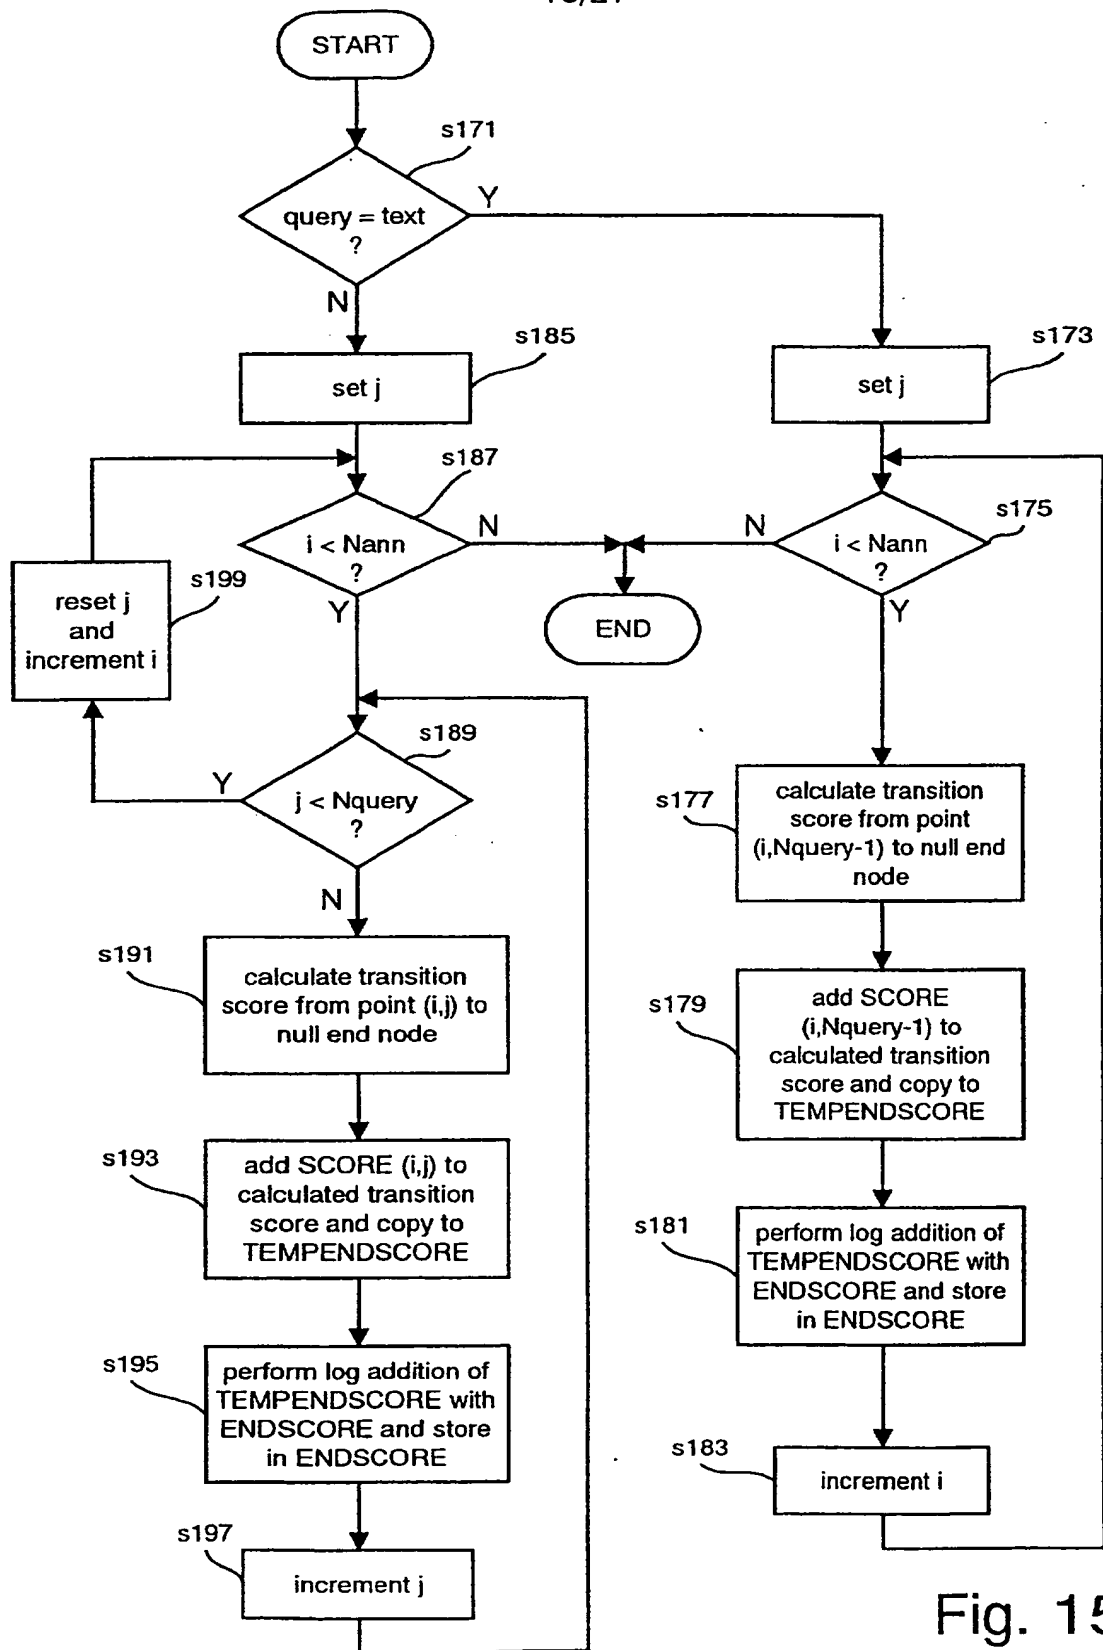 START
s171
query = text
?
Y
N
s185
set j
s173
set j
s187
i < Nann
?
N
Y
s175
i < Nann
?
N
Y
END
s199
reset j
and
increment i
s189
j < Nquery
?
Y
N
s177
calculate transition
score from point
(i,Nquery-1) to null end
node
s191
calculate transition
score from point (i,j) to
null end node
s179
add SCORE
(i,Nquery-1) to
calculated transition
score and copy to
TEMPENDSCORE
s193
add SCORE (i,j) to
calculated transition
score and copy to
TEMPENDSCORE
s181
perform log addition of
TEMPENDSCORE with
ENDSCORE and store
in ENDSCORE
s195
perform log addition of
TEMPENDSCORE with
ENDSCORE and store
in ENDSCORE
s183
increment i
s197
increment j
Fig. 15